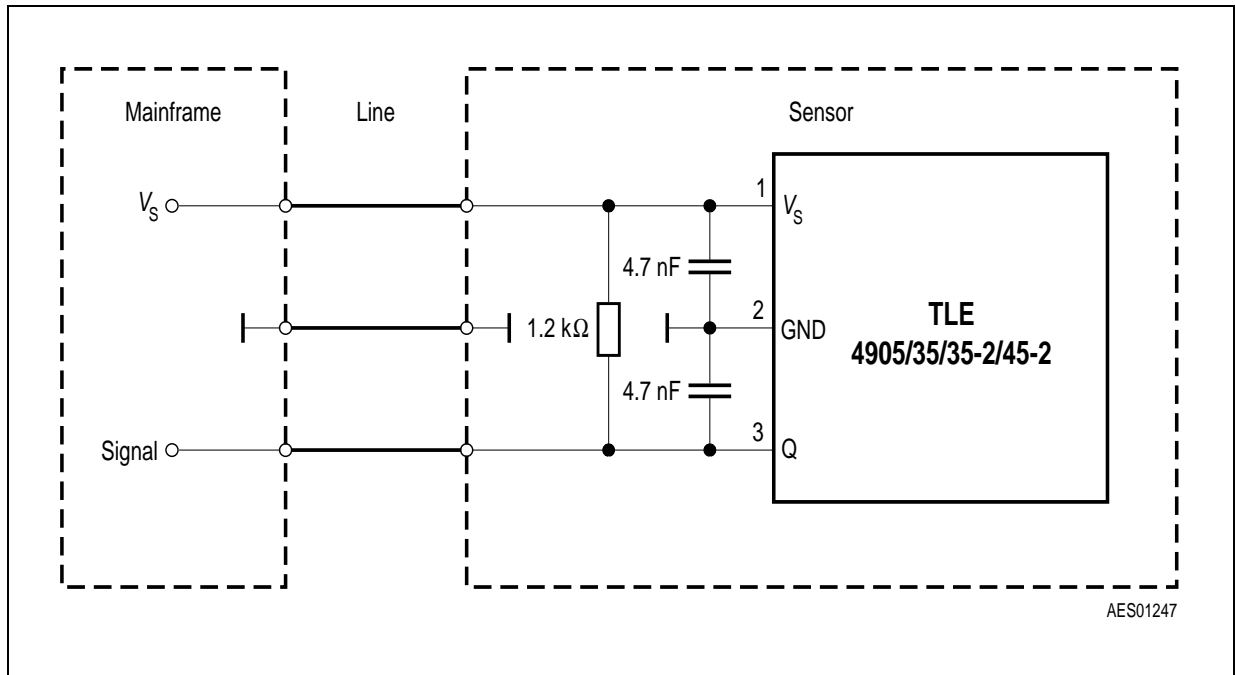 Mainframe
Line
Sensor
VS
1
VS
4.7 nF
1.2 kΩ
2
GND
TLE
4905/35/35-2/45-2
4.7 nF
Signal
3
Q
AES01247